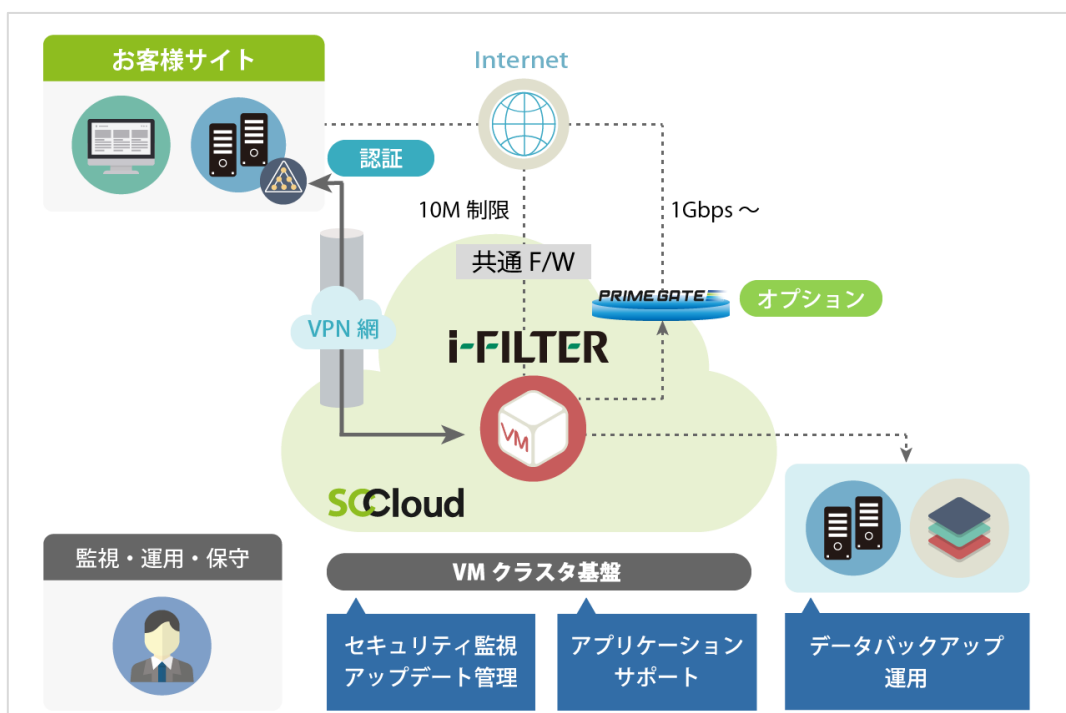 お客様サイト
Internet
認証
10M 制限
1Gbps ～
共通 F/W
PRIME GATE
オプション
VPN 網
i-FILTER
VM
SCCloud
監視・運用・保守
VM クラスタ基盤
セキュリティ監視
アップデート管理
アプリケーション
サポート
データバックアップ
運用